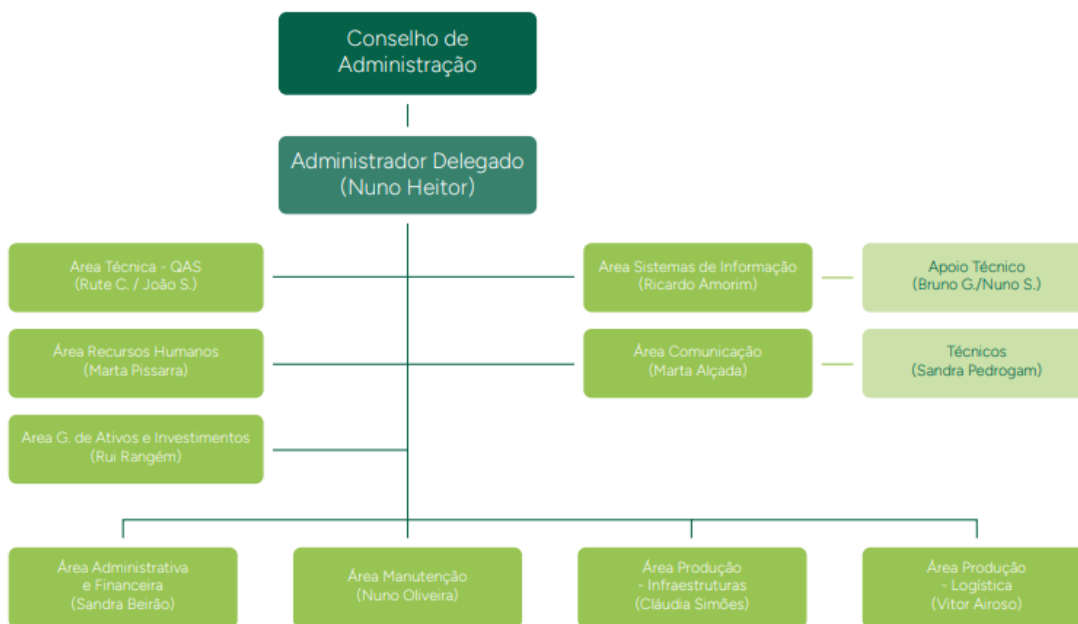 Conselho de
Administração
Administrador Delegado
(Nuno Heitor)
Area Técnica - QAS
(Rute C. / João S.)
Area Sistemas de Informação
(Ricardo Amorim)
Apoio Técnico
(Bruno G./Nuno S.)
Área Recursos Humanos
(Marta Pissarra)
Área Comunicação
(Marta Alçada)
Técnicos
(Sandra Pedrogam)
Area G. de Ativos e Investimentos
(Rui Rangém)
Área Administrativa
e Financeira
(Sandra Beirão)
Área Manutenção
(Nuno Oliveira)
Área Produção
- Infraestruturas
(Cláudia Simões)
Área Produção
- Logística
(Vitor Airoso)